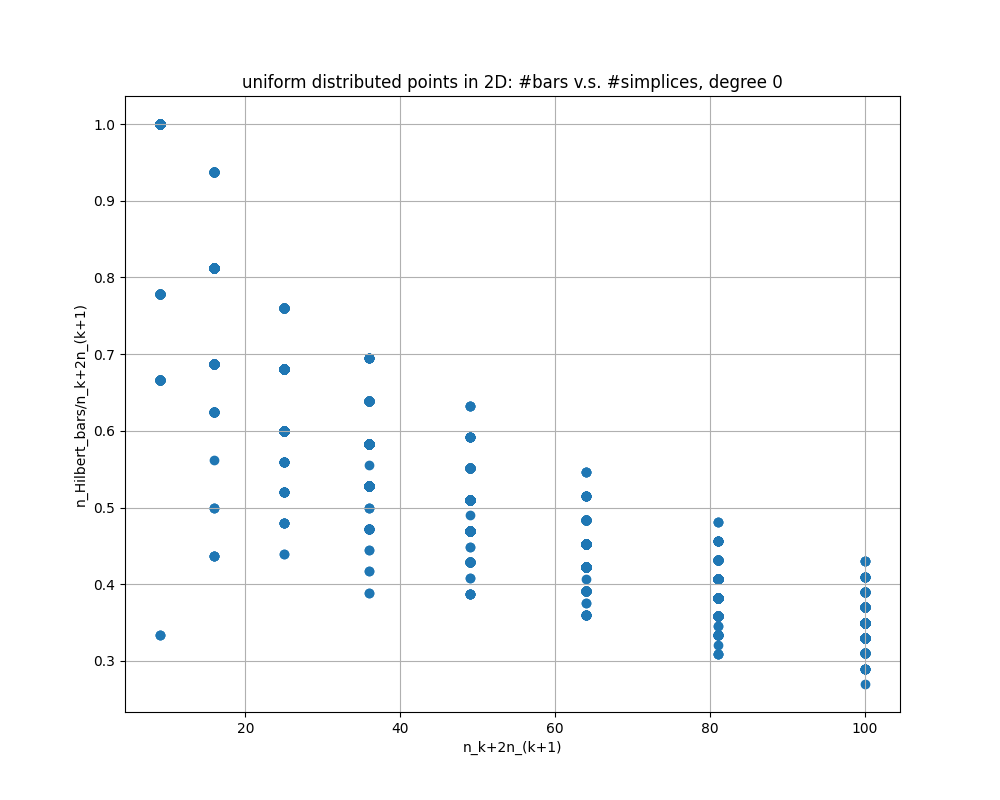 uniform distributed points in 2D: #bars v.s. #simplices, degree 0
n_Hilbert_bars/n_k+2n_(k+1)
1.0
0.9
0.8
0.7
0.6
0.5
0.4
0.3
20 40 60 80 100
n_k+2n_(k+1)